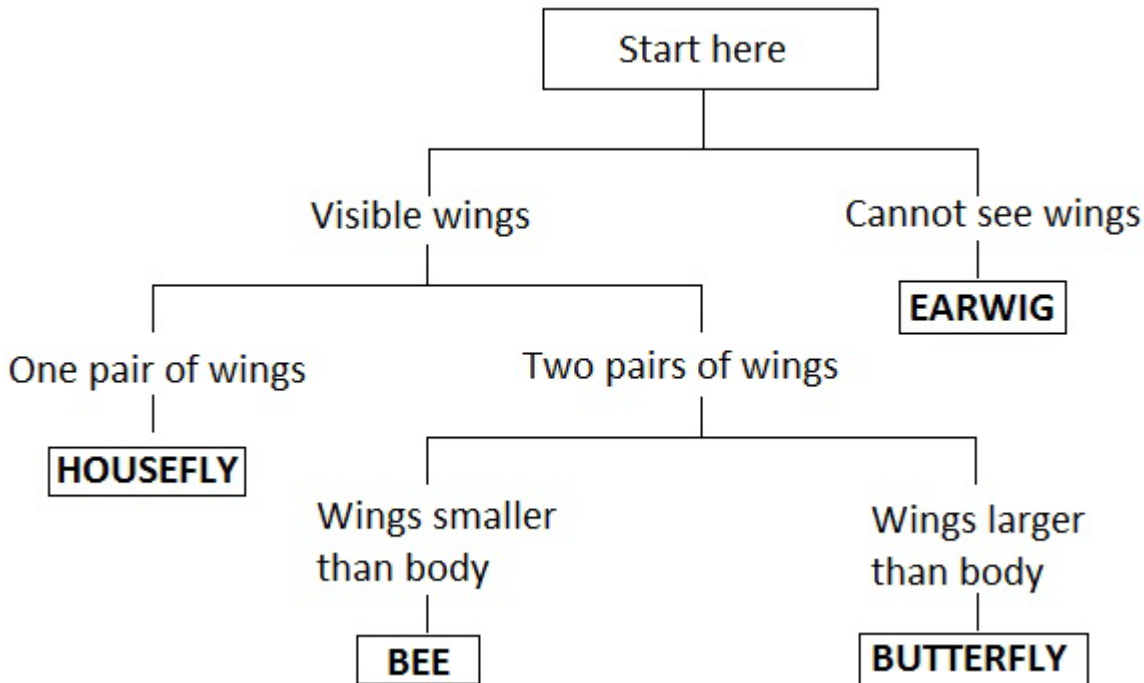 Start here
Visible wings
Cannot see wings
EARWIG
One pair of wings
Two pairs of wings
HOUSEFLY
Wings smaller
than body
Wings larger
than body
BEE
BUTTERFLY